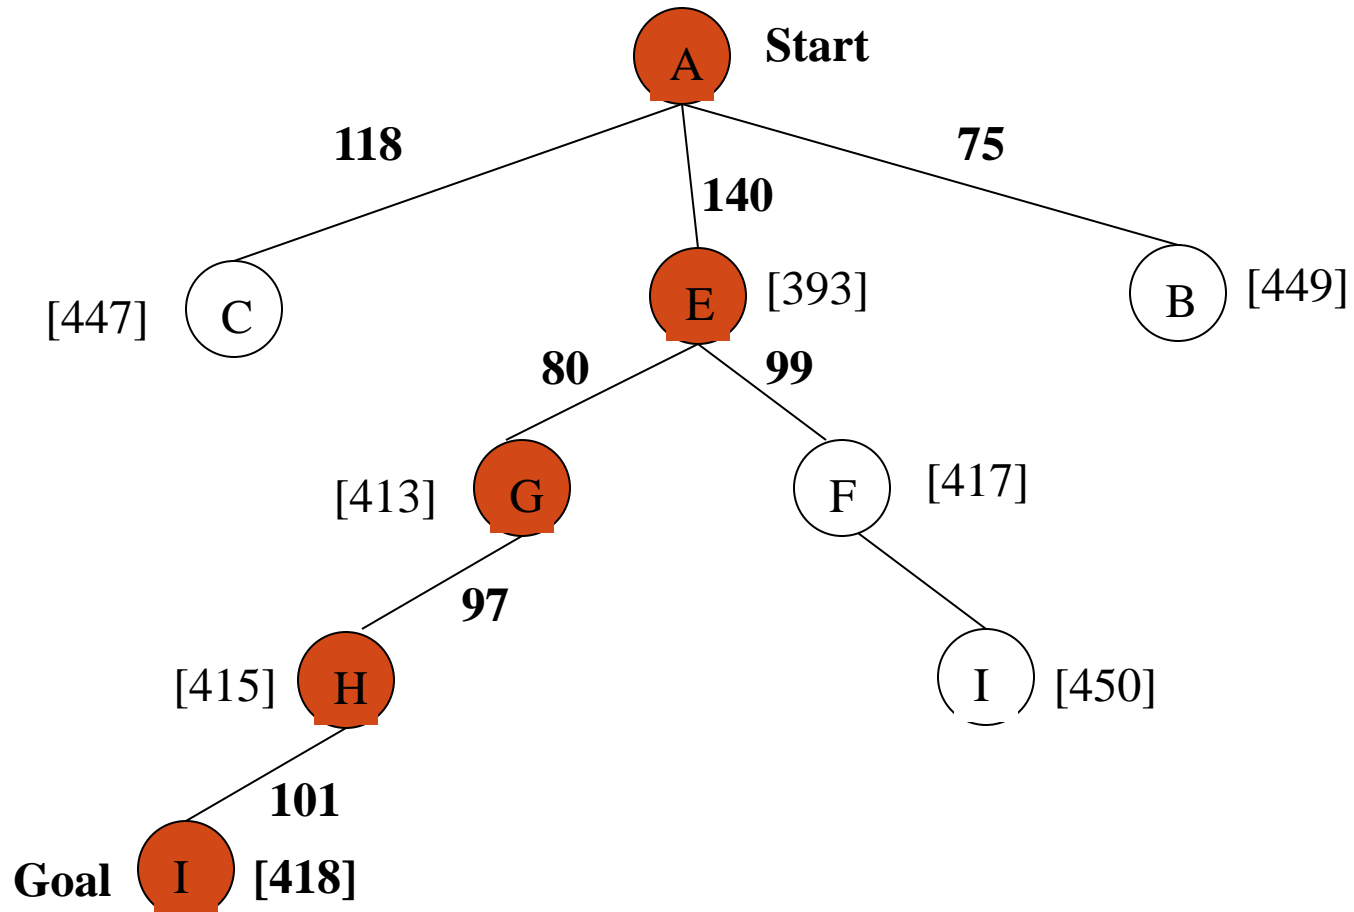 A Start
118
75
140
[447] C
E [393]
B [449]
80
99
[413] G
F [417]
97
[415] H
I [450]
101
Goal I [418]